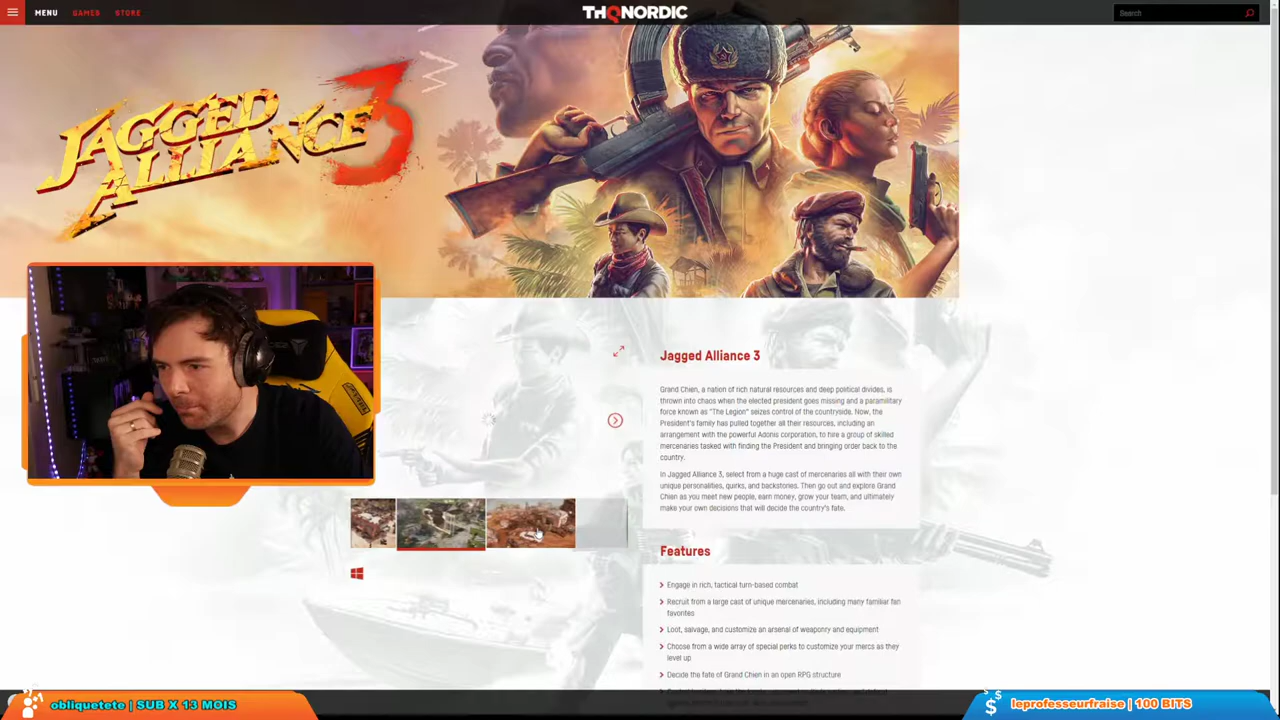 MENU GAMES STORE
THQNORDIC
Search
JAGGED ALLIANCE 3
Jagged Alliance 3
Grand Chien, a nation of rich natural resources and deep political divides, is
thrown into chaos when the elected president goes missing and a paramilitary
force known as "The Legion" seizes control of the countryside. Now, the
President's family has pulled together all their resources, including an
arrangement with the powerful Adonis corporation, to hire a group of skilled
mercenaries tasked with finding the President and bringing order back to the
country.
In Jagged Alliance 3, select from a huge cast of mercenaries all with their own
unique personalities, quirks, and backstories. Then go out and explore Grand
Chien as you meet new people, earn money, grow your team, and ultimately
make your own decisions that will decide the country's fate.
Features
Engage in rich, tactical turn-based combat
Recruit from a large cast of unique mercenaries, including many familiar fan
favorites
Loot, salvage, and customize an arsenal of weaponry and equipment
Choose from a wide array of special perks to customize your mercs as they
level up
Decide the fate of Grand Chien in an open RPG structure
obliquetete | SUB X 13 MOIS
leprofesseurfraise | 100 BITS